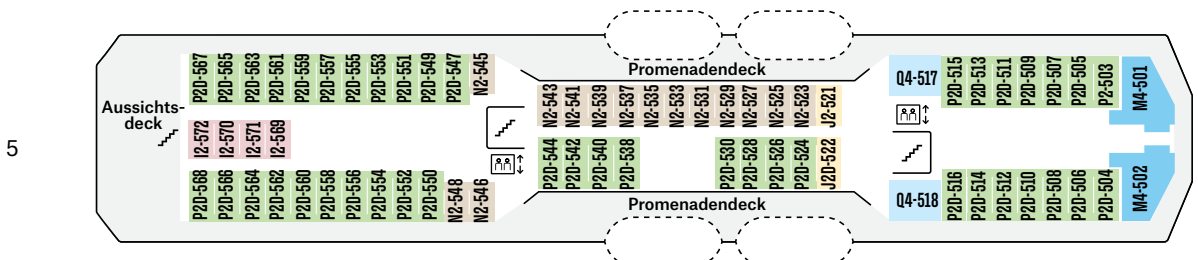 P2D-567 P2D-565 P2D-563 P2D-561 P2D-559 P2D-557 P2D-555 P2D-553 P2D-551 P2D-549 P2D-547 N2-545
Promenadendeck
Q4-517
P2D-515 P2D-513 P2D-511 P2D-509 P2D-507 P2D-505 P2-503
M4-501
Aussichts-
deck
N2-543 N2-541 N2-539 N2-537 N2-535 N2-533 N2-531 N2-529 N2-527 N2-525 N2-523 J2-521
5
I2-572 I2-570 I2-571 I2-569
P2D-544 P2D-542 P2D-540 P2D-538
P2D-530 P2D-528 P2D-526 P2D-524 J2D-522
P2D-568 P2D-566 P2D-564 P2D-562 P2D-560 P2D-558 P2D-556 P2D-554 P2D-552 P2D-550 N2-548 N2-546
Promenadendeck
Q4-518
P2D-516 P2D-514 P2D-512 P2D-510 P2D-508 P2D-506 P2D-504
M4-502